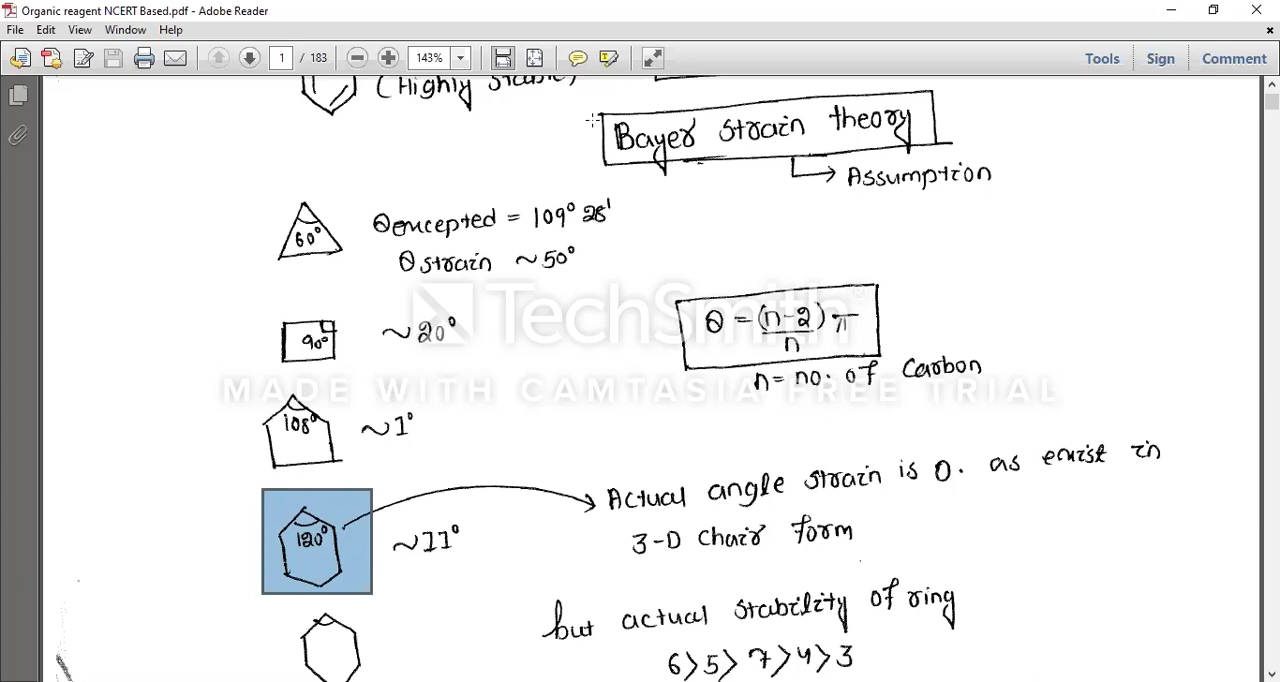 Organic reagent NCERT Based.pdf - Adobe Reader
File Edit View Window Help
1 / 183 143% Tools Sign Comment
(Highly stable)
Bayer strain theory
Assumption
60° θexcepted = 109° 28'
θstrain ~50°
90° ~20°
θ = (n-2)π
n
n= no. of Carbon
TechSmith
MADE WITH CAMTASIA FREE TRIAL
108° ~1°
Actual angle strain is 0. as exist in
3-D chair form
120° ~11°
but actual stability of ring
6>5>7>4>3